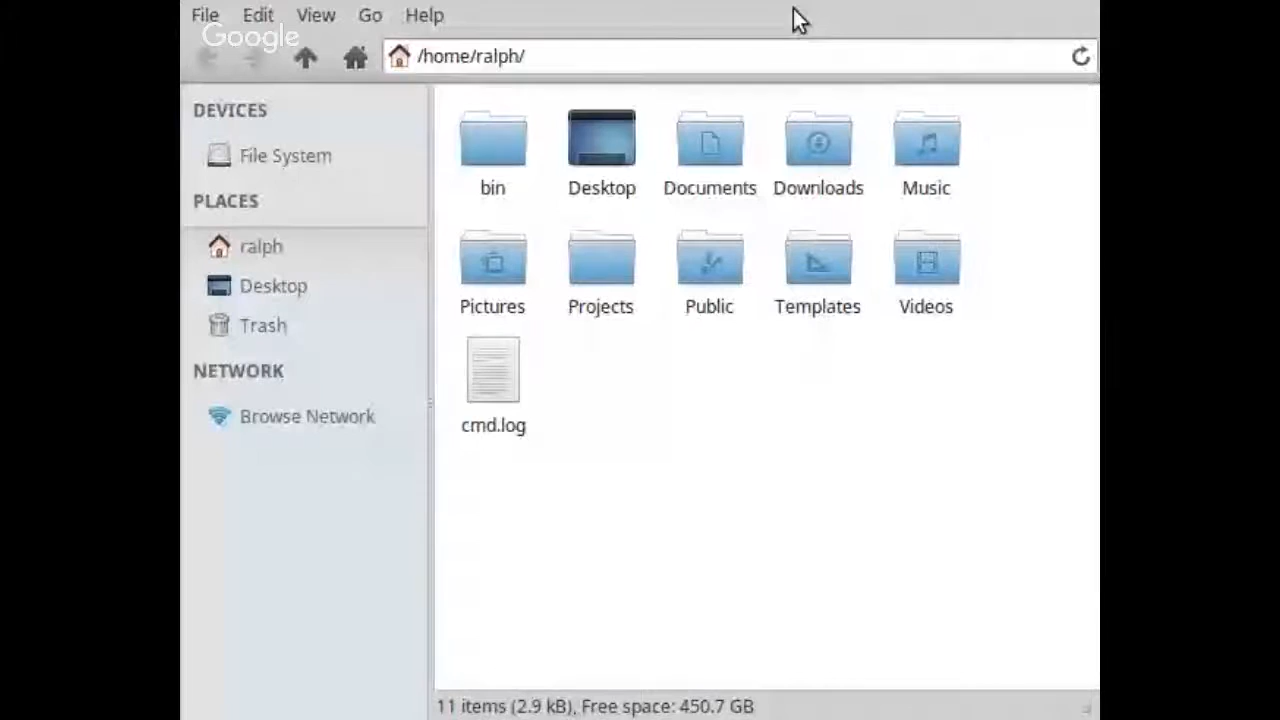 File Edit View Go Help
Google
/home/ralph/
DEVICES
File System
PLACES
ralph
Desktop
Trash
NETWORK
Browse Network
bin Desktop Documents Downloads Music
Pictures Projects Public Templates Videos
cmd.log
11 items (2.9 kB), Free space: 450.7 GB